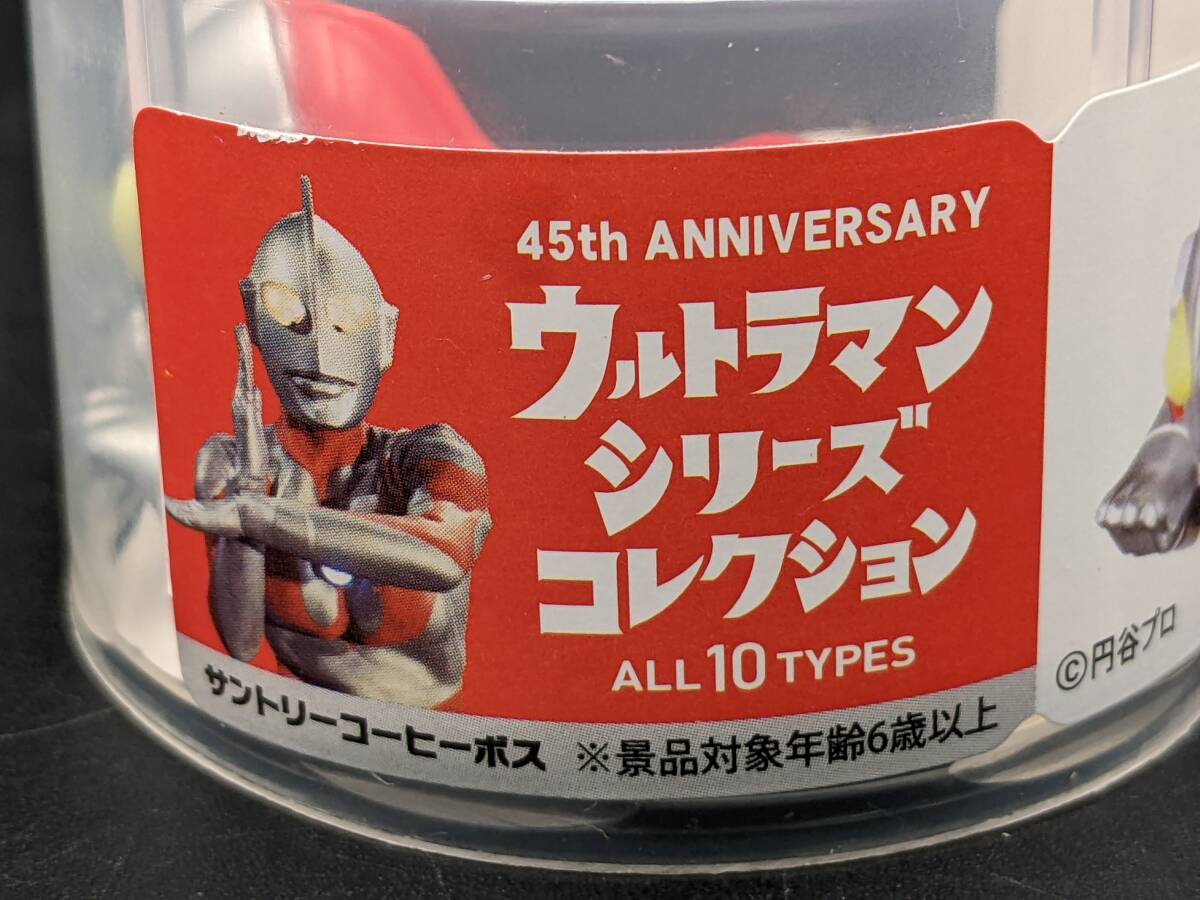 45th ANNIVERSARY
ウルトラマン
シリーズ
コレクション
ALL 10 TYPES
サントリーコーヒーボス ※景品対象年齢6歳以上
©円谷プロ